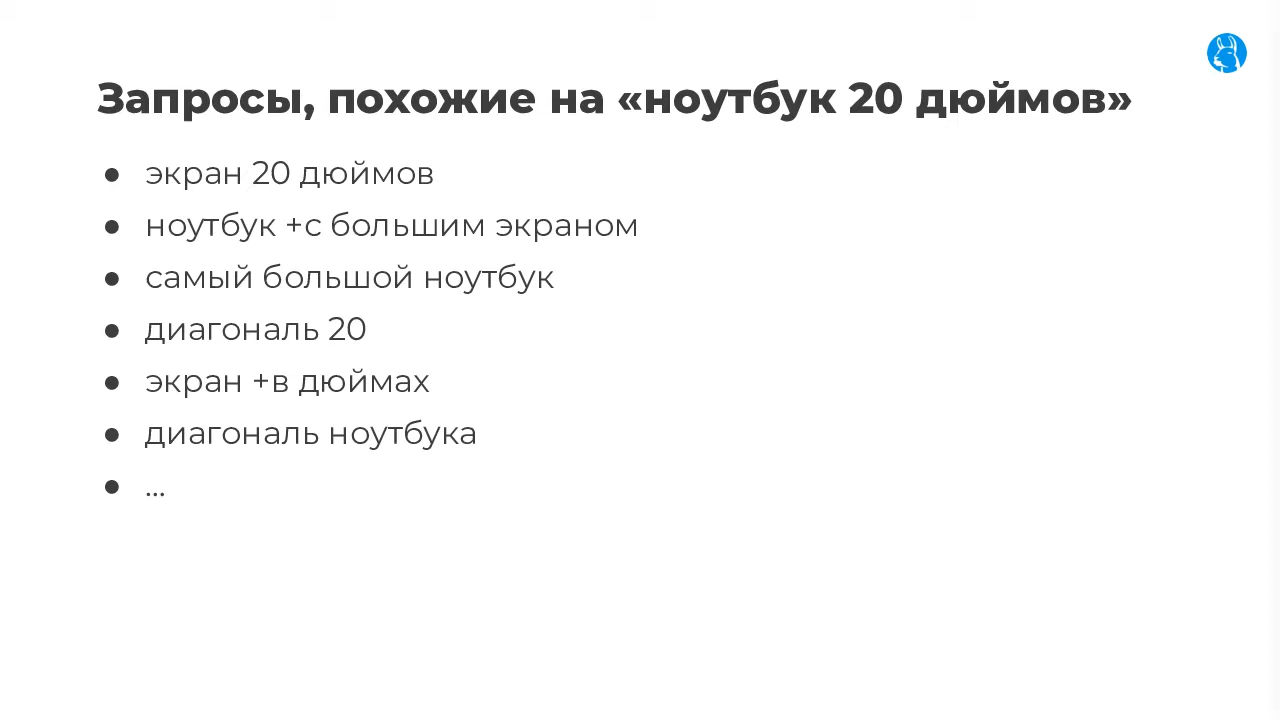 Запросы, похожие на «ноутбук 20 дюймов»
● экран 20 дюймов
● ноутбук +с большим экраном
● самый большой ноутбук
● диагональ 20
● экран +в дюймах
● диагональ ноутбука
● ...